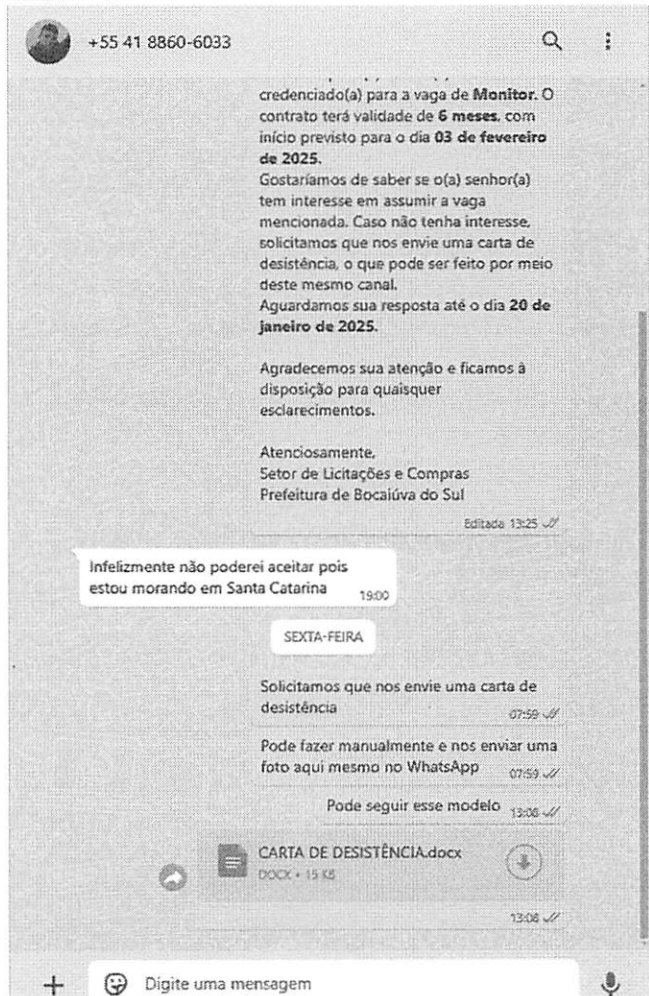 +55 41 8860-6033
credenciado(a) para a vaga de Monitor. O
contrato terá validade de 6 meses, com
início previsto para o dia 03 de fevereiro
de 2025.
Gostaríamos de saber se o(a) senhor(a)
tem interesse em assumir a vaga
mencionada. Caso não tenha interesse,
solicitamos que nos envie uma carta de
desistência, o que pode ser feito por meio
deste mesmo canal.
Aguardamos sua resposta até o dia 20 de
janeiro de 2025.
Agradecemos sua atenção e ficamos à
disposição para quaisquer
esclarecimentos.
Atenciosamente,
Setor de Licitações e Compras
Prefeitura de Bocaiúva do Sul
Editada 13:25
Infelizmente não poderei aceitar pois
estou morando em Santa Catarina 19:00
SEXTA-FEIRA
Solicitamos que nos envie uma carta de
desistência 07:59
Pode fazer manualmente e nos enviar uma
foto aqui mesmo no WhatsApp 07:59
Pode seguir esse modelo 13:08
CARTA DE DESISTÊNCIA.docx
DOCX • 15 KB
13:08
Digite uma mensagem